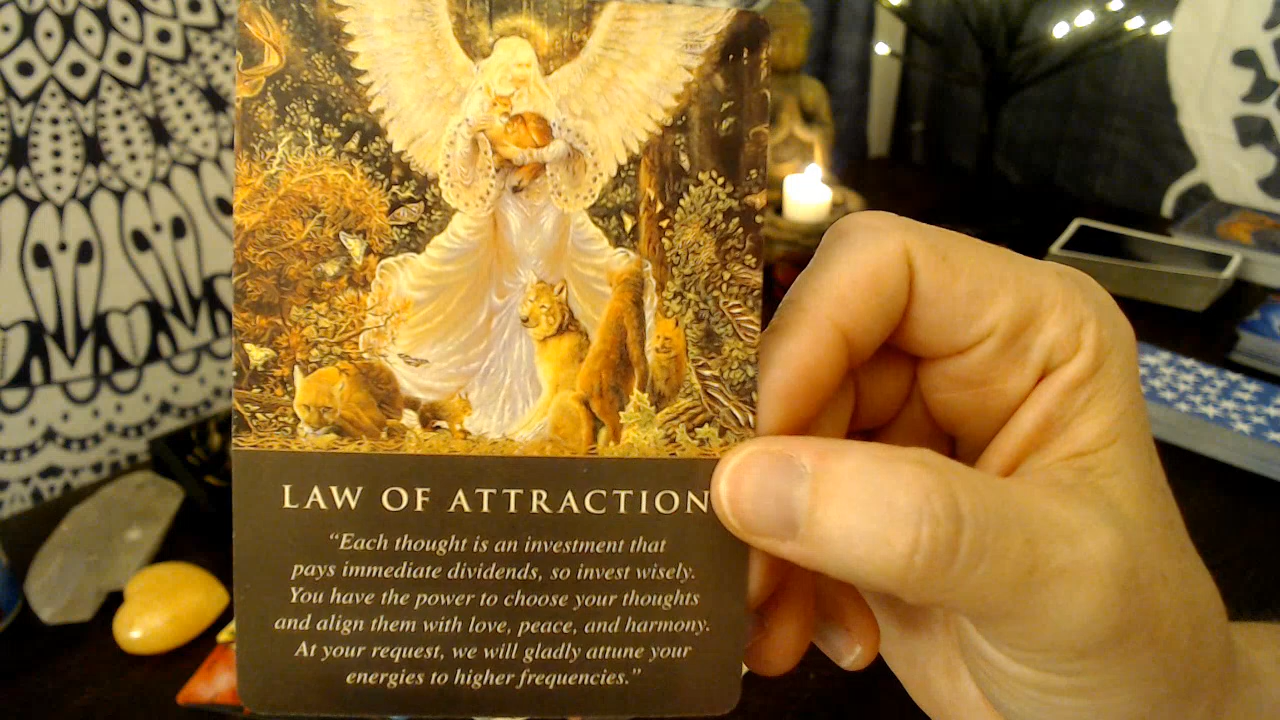 LAW OF ATTRACTION
“Each thought is an investment that
pays immediate dividends, so invest wisely.
You have the power to choose your thoughts
and align them with love, peace, and harmony.
At your request, we will gladly attune your
energies to higher frequencies.”